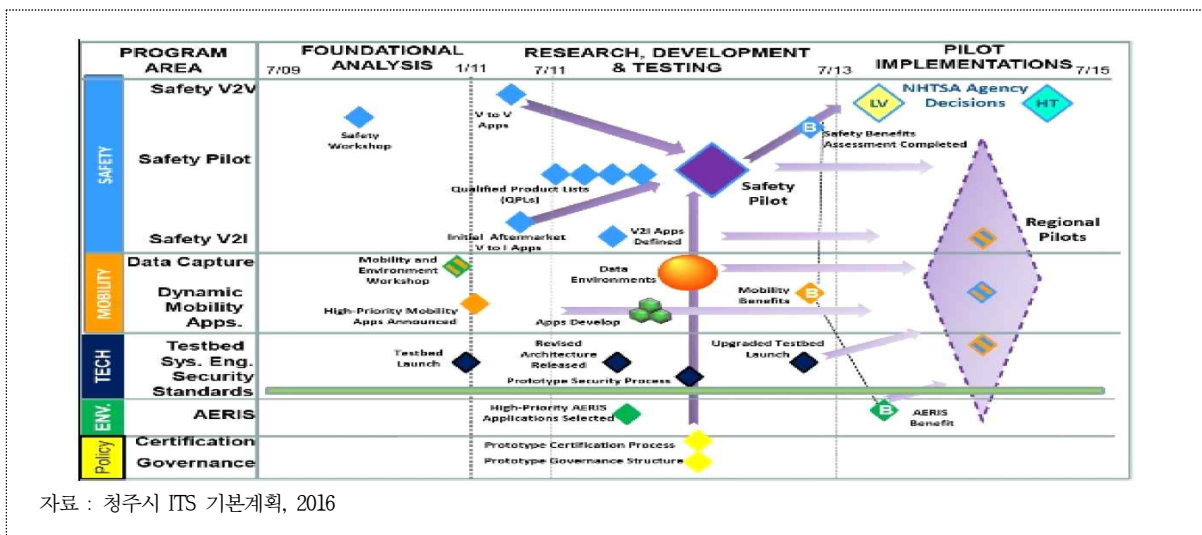 PROGRAM AREA
FOUNDATIONAL ANALYSIS
RESEARCH, DEVELOPMENT & TESTING
PILOT IMPLEMENTATIONS
7/09
1/11
7/11
7/13
7/15
SAFETY
Safety V2V
Safety Workshop
V to V Apps
B
LV
NHTSA Agency Decisions
HT
Safety Benefits Assessment Completed
Safety Pilot
Qualified Product Lists (QPLs)
Safety Pilot
Regional Pilots
Safety V2I
Initial Aftermarket V to I Apps
V2I Apps Defined
MOBILITY
Data Capture
Mobility and Environment Workshop
Data Environments
Dynamic Mobility Apps.
High-Priority Mobility Apps Announced
Apps Develop
Mobility Benefits
B
TECH
Testbed
Sys. Eng.
Security
Standards
Testbed Launch
Revised Architecture Released
Prototype Security Process
Upgraded Testbed Launch
ENV.
AERIS
High-Priority AERIS Applications Selected
B
AERIS Benefit
Policy
Certification
Governance
Prototype Certification Process
Prototype Governance Structure
자료 : 청주시 ITS 기본계획, 2016